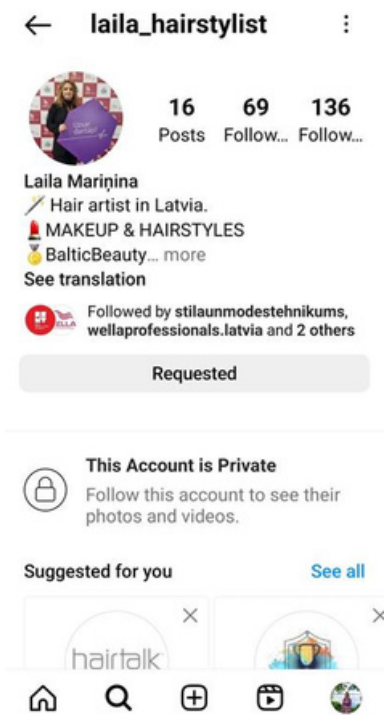 laila_hairstylist
16 69 136
Posts Follow... Follow...
Laila Mariņina
Hair artist in Latvia.
MAKEUP & HAIRSTYLES
BalticBeauty... more
See translation
Followed by stilaunmodestehnikums,
wellaprofessionals.latvia and 2 others
Requested
This Account is Private
Follow this account to see their
photos and videos.
Suggested for you See all
hairtalk